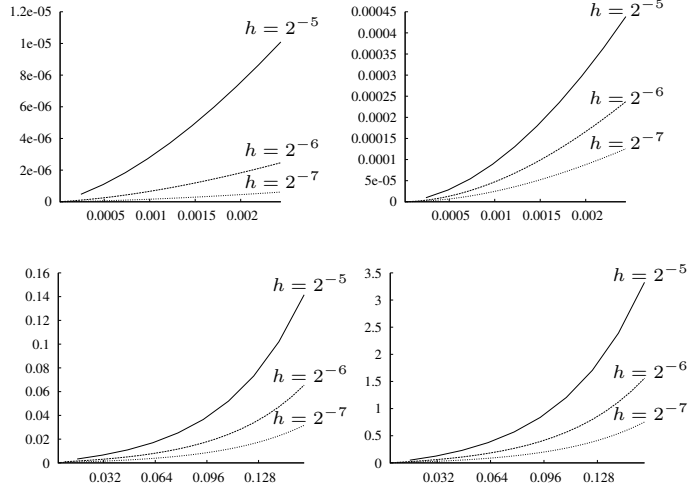 1.2e-05
1e-05
8e-06
6e-06
4e-06
2e-06
0
0.0005 0.001 0.0015 0.002
h = 2^{-5}
h = 2^{-6}
h = 2^{-7}
0.00045
0.0004
0.00035
0.0003
0.00025
0.0002
0.00015
0.0001
5e-05
0
0.0005 0.001 0.0015 0.002
h = 2^{-5}
h = 2^{-6}
h = 2^{-7}
0.16
0.14
0.12
0.1
0.08
0.06
0.04
0.02
0
0.032 0.064 0.096 0.128
h = 2^{-5}
h = 2^{-6}
h = 2^{-7}
3.5
3
2.5
2
1.5
1
0.5
0
0.032 0.064 0.096 0.128
h = 2^{-5}
h = 2^{-6}
h = 2^{-7}